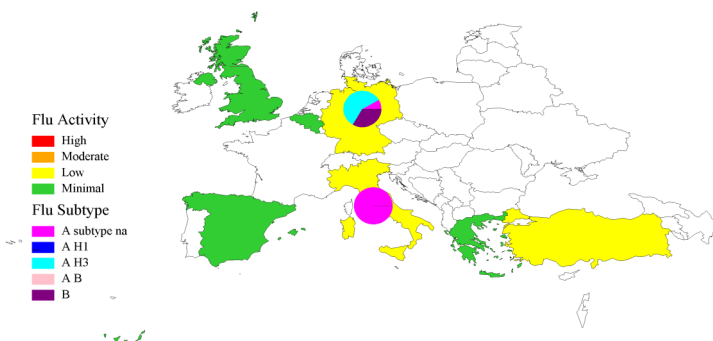 Flu Activity
High
Moderate
Low
Minimal
Flu Subtype
A subtype na
A H1
A H3
A B
B